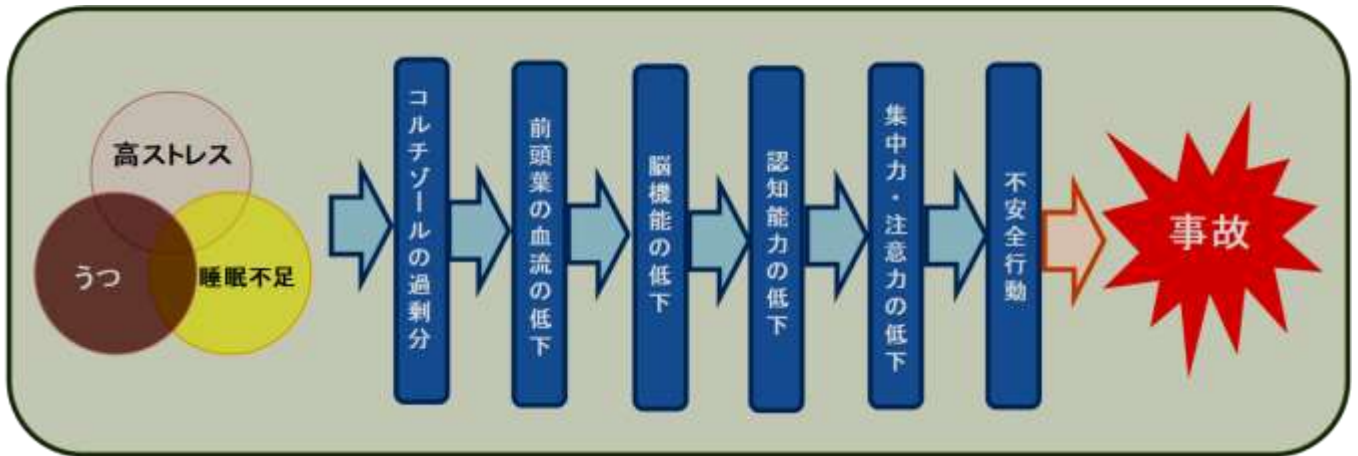 高ストレス
うつ
睡眠不足
コルチゾールの過剰分
前頭葉の血流の低下
脳機能の低下
認知能力の低下
集中力・注意力の低下
不安全行動
事故